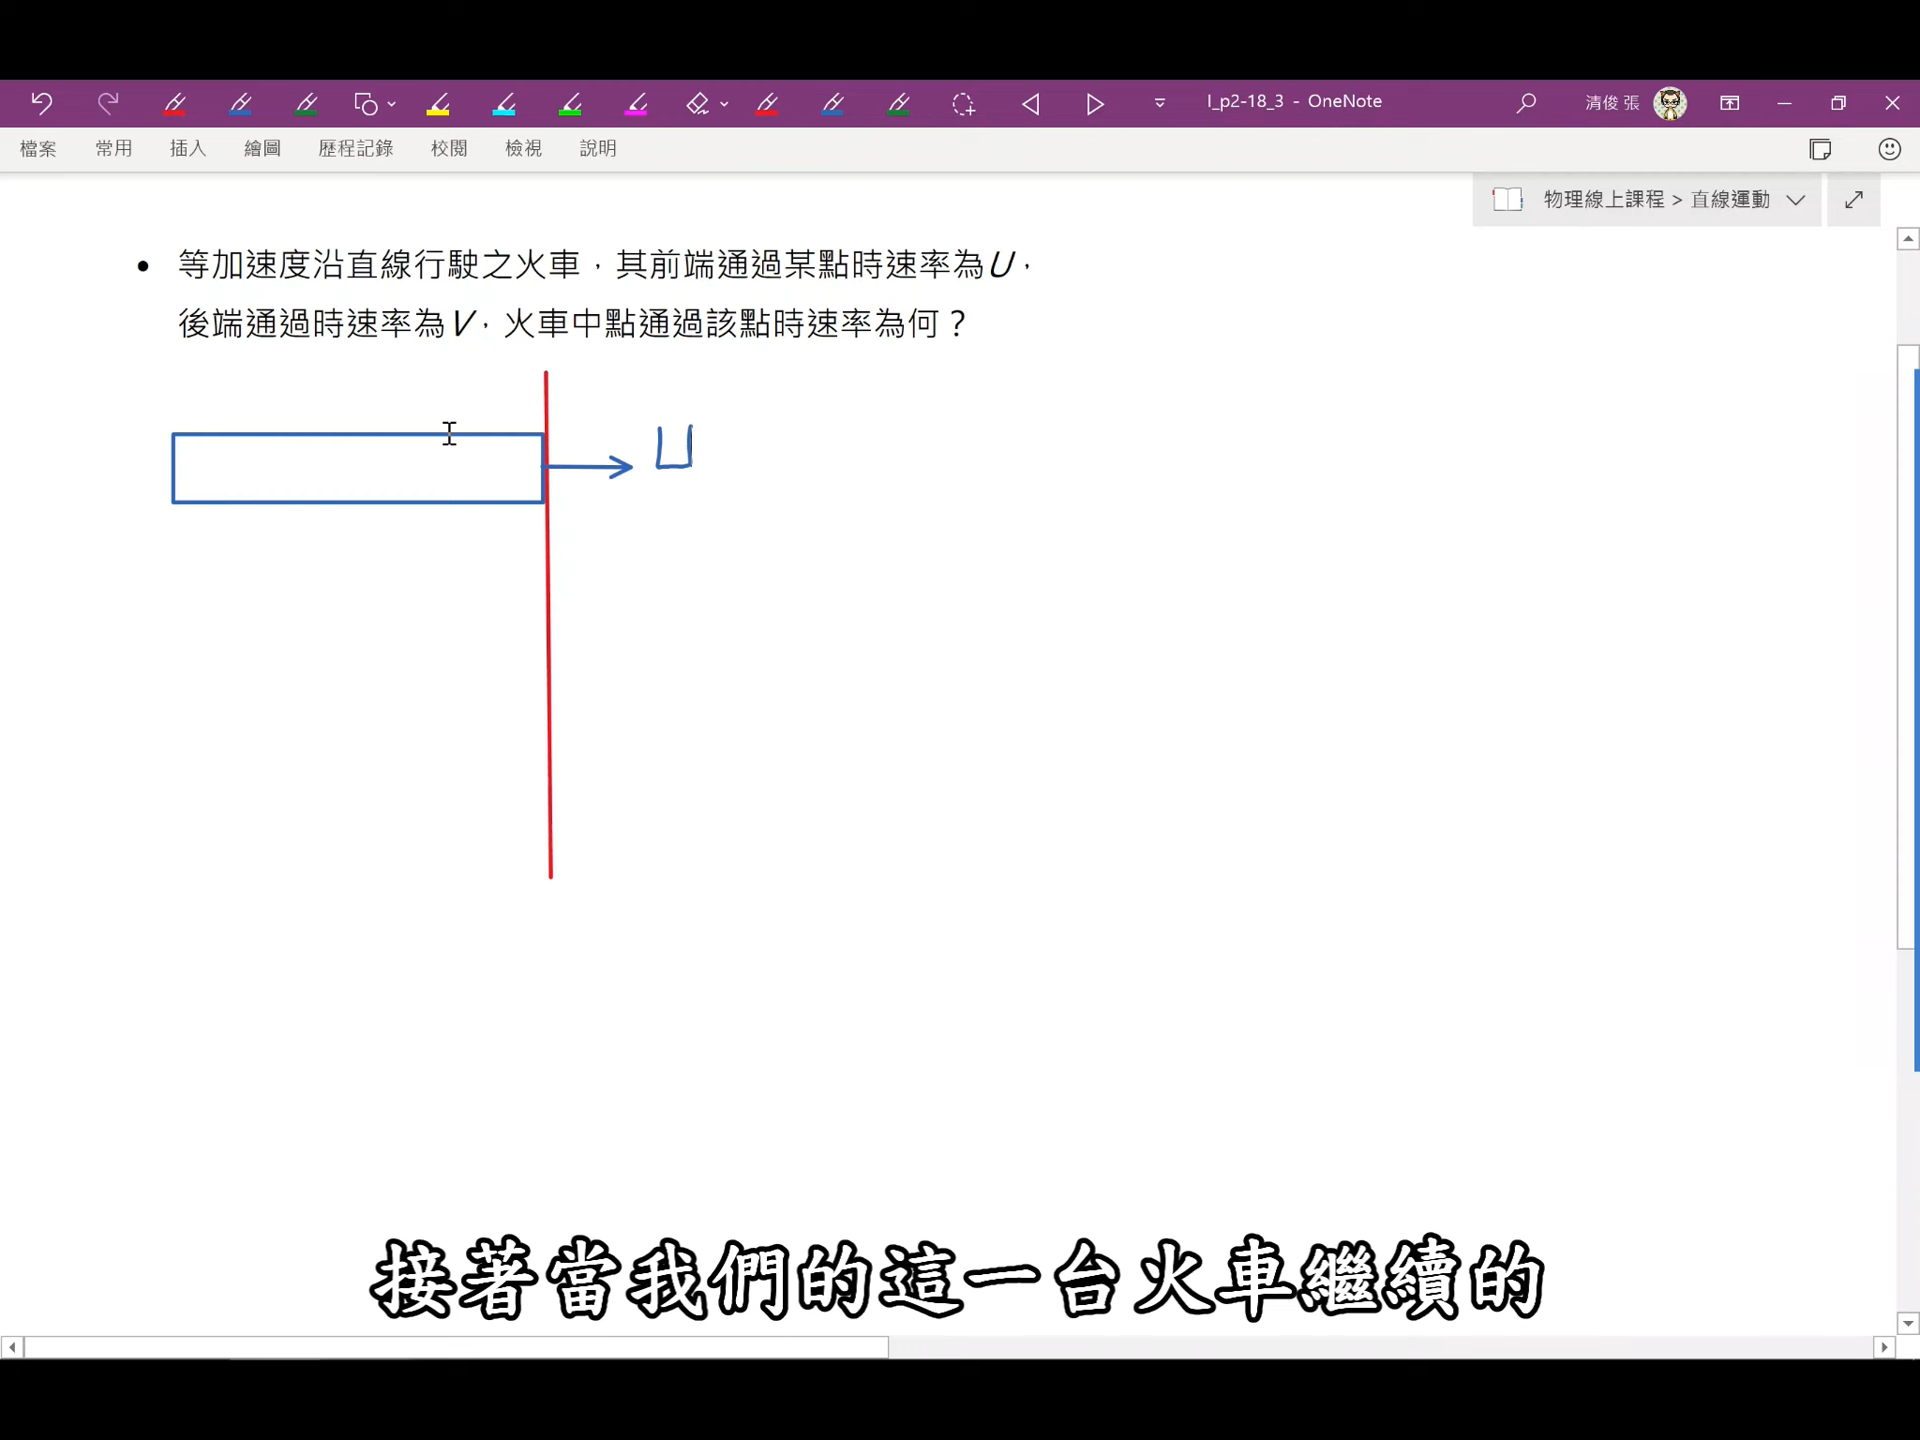 I_p2-18_3 - OneNote
清俊 張
檔案 常用 插入 繪圖 歷程記錄 校閱 檢視 說明
物理線上課程 > 直線運動
• 等加速度沿直線行駛之火車，其前端通過某點時速率為U，
後端通過時速率為V，火車中點通過該點時速率為何？
U
接著當我們的這一台火車繼續的